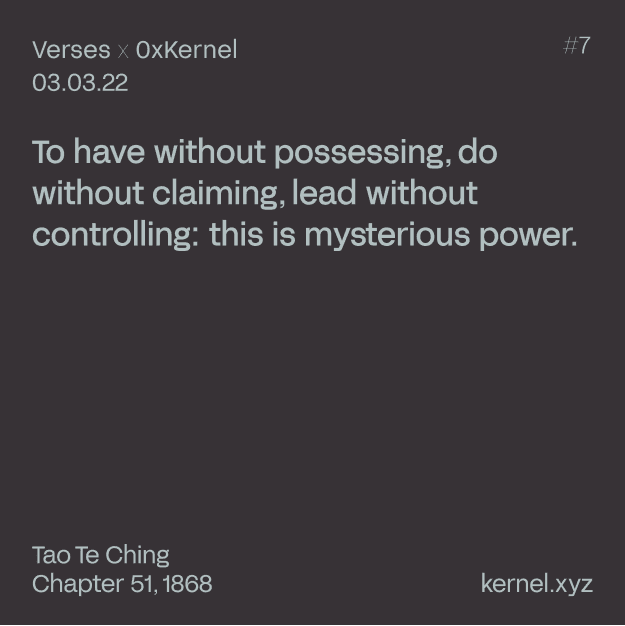 Verses x 0xKernel
#7
03.03.22
To have without possessing, do
without claiming, lead without
controlling: this is mysterious power.
Tao Te Ching
Chapter 51, 1868
kernel.xyz